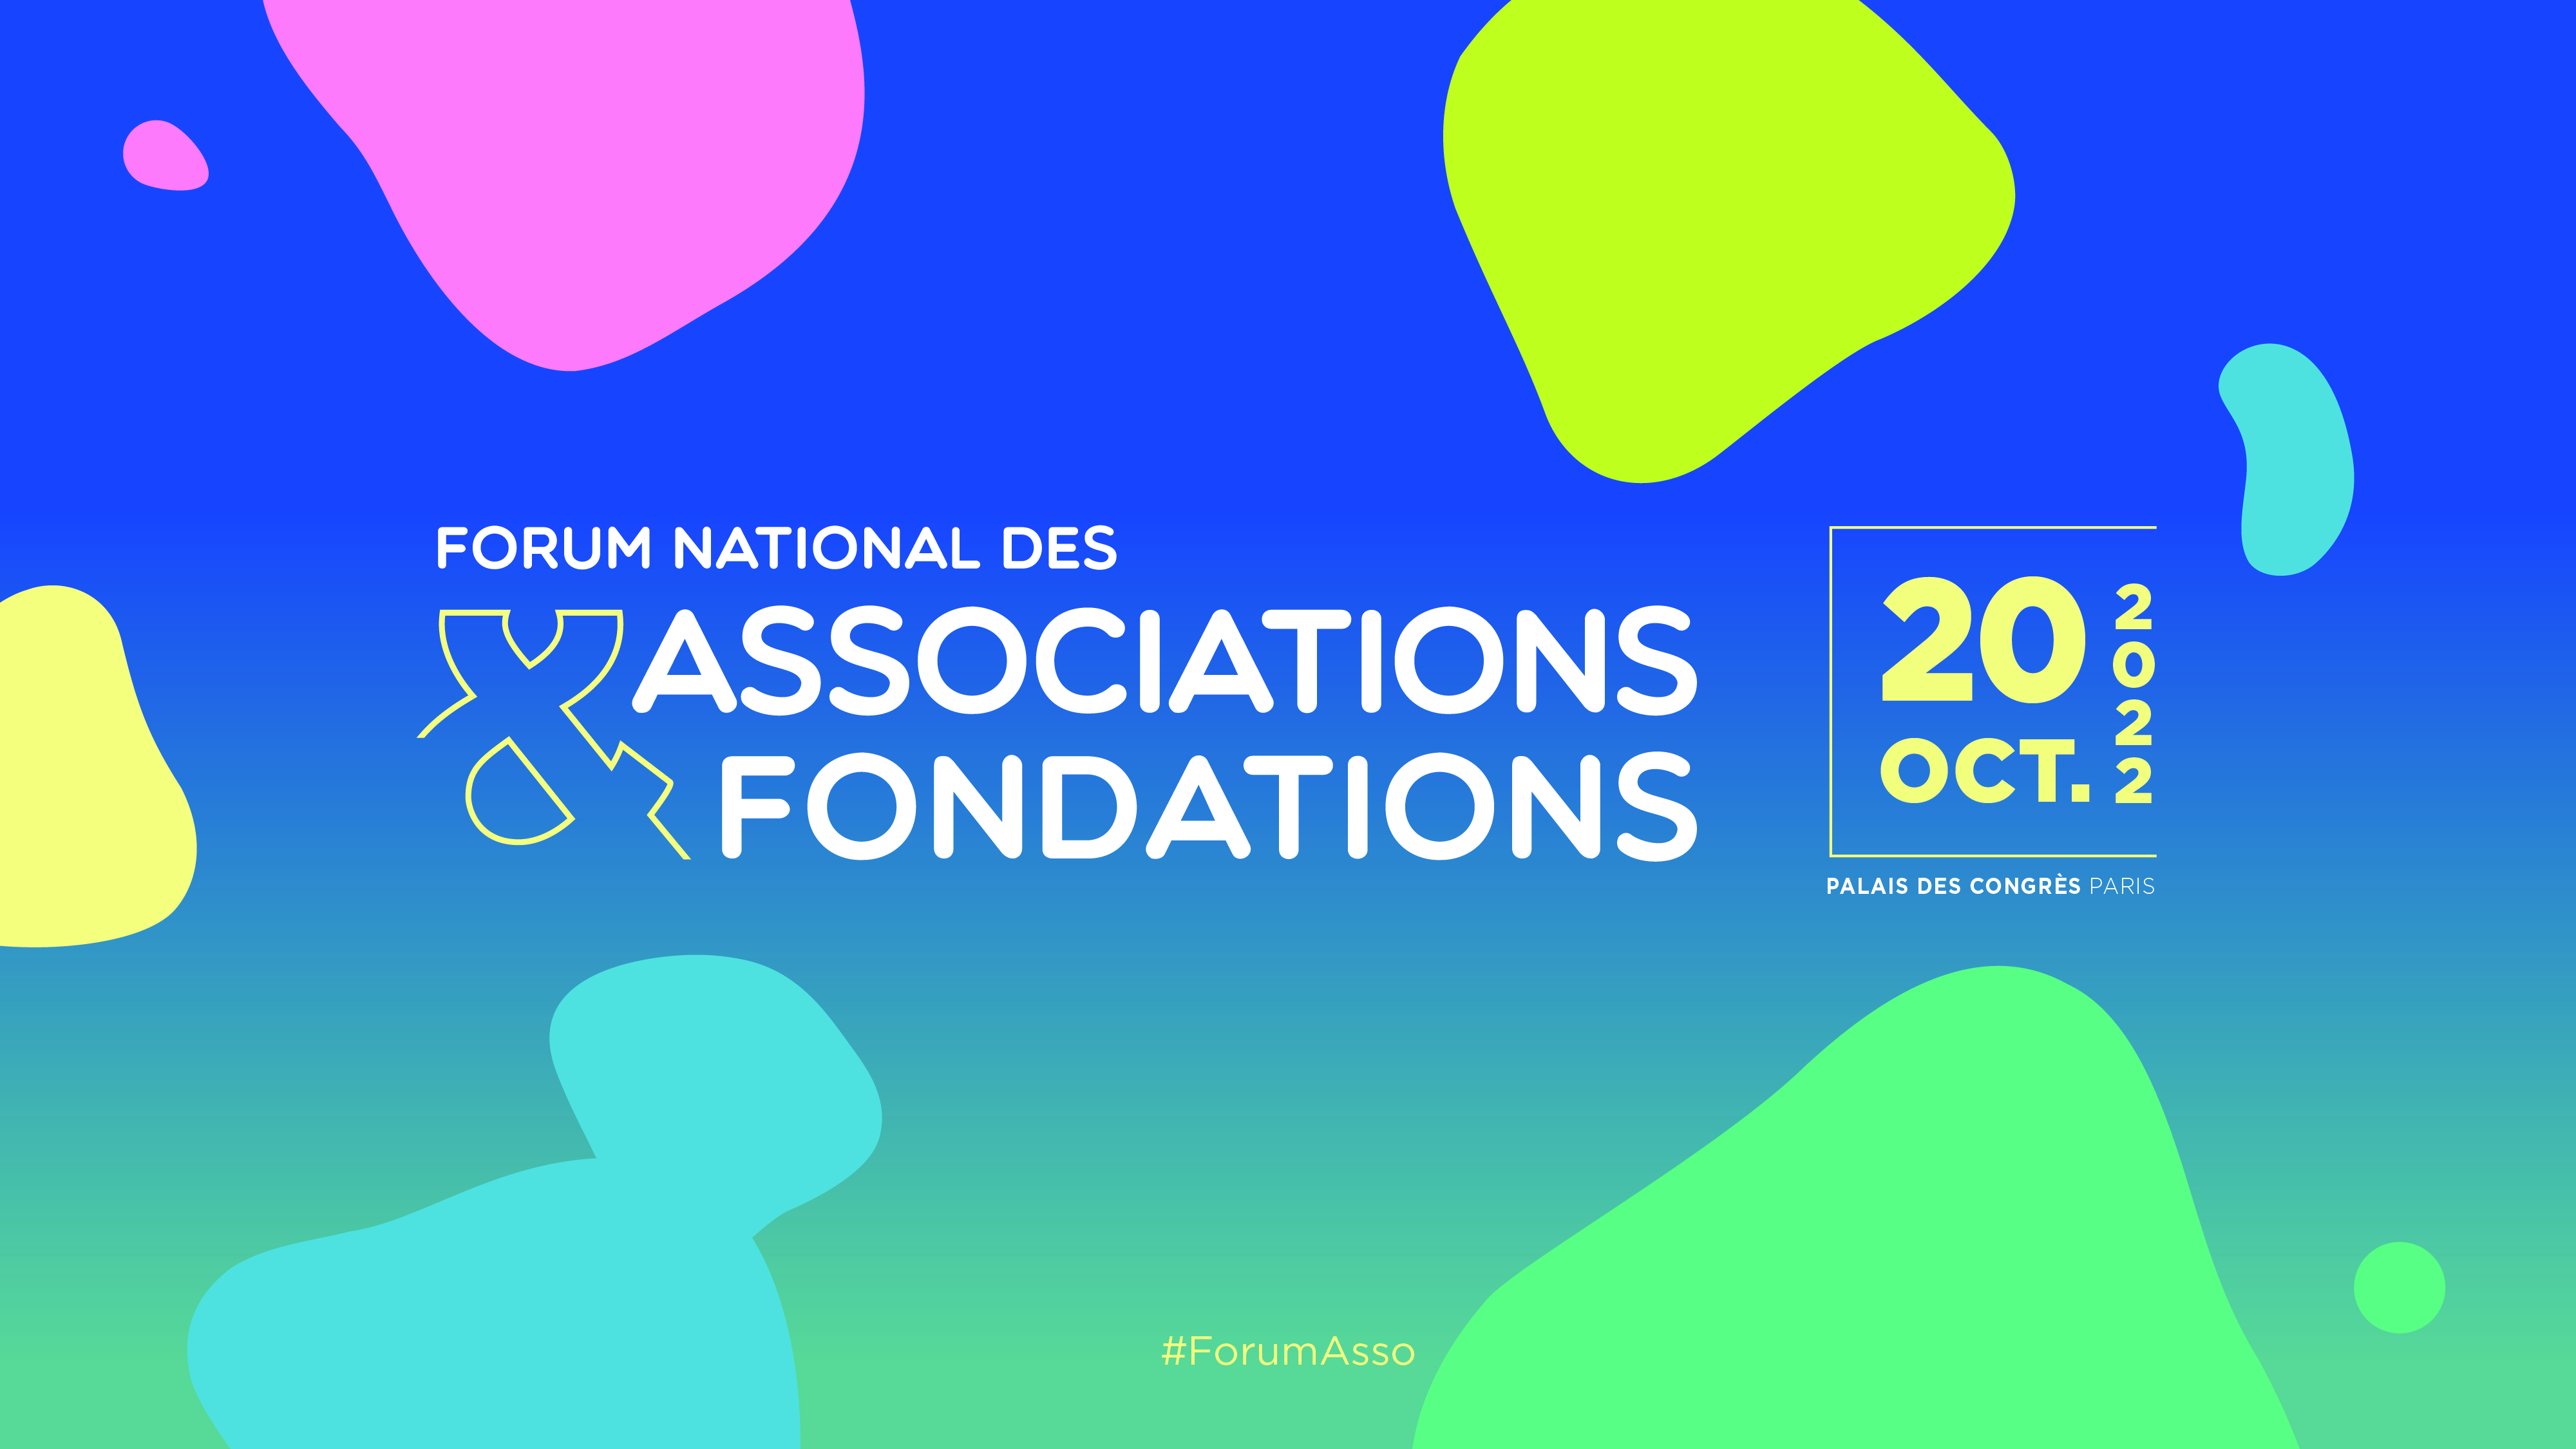 FORUM NATIONAL DES
ASSOCIATIONS
& FONDATIONS
20
OCT.
2022
PALAIS DES CONGRÈS PARIS
#ForumAsso